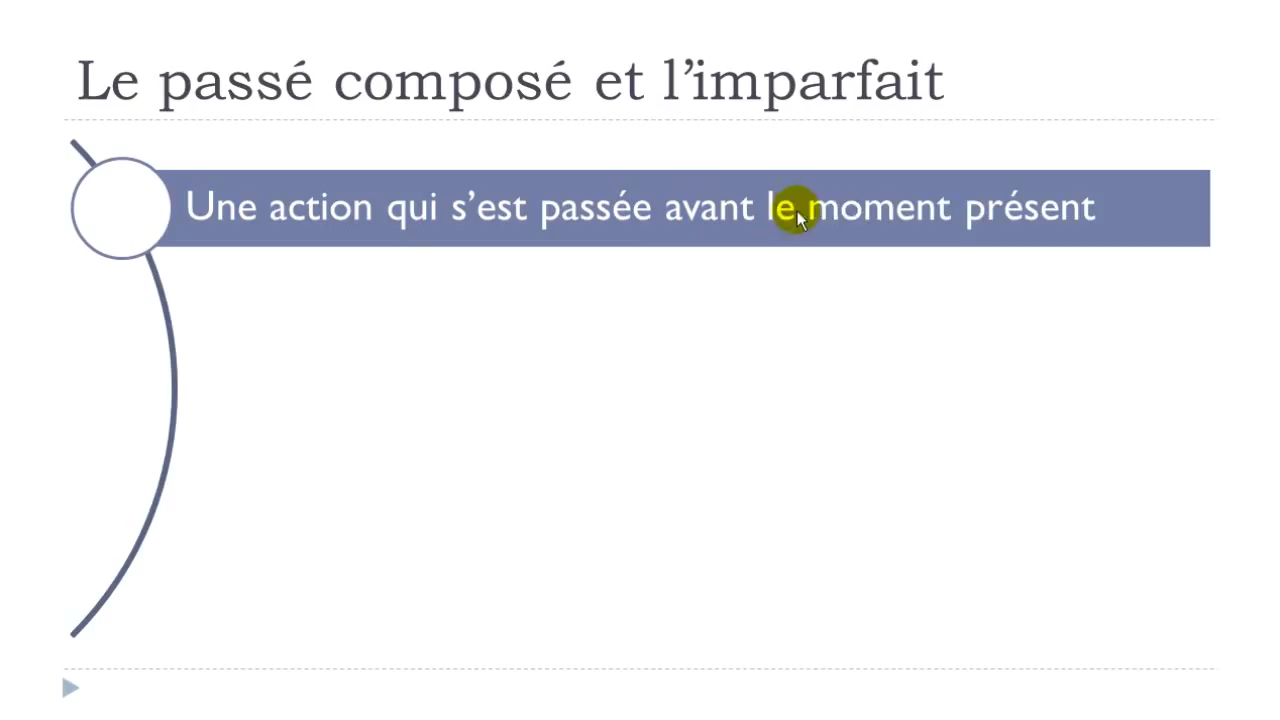 Le passé composé et l’imparfait
Une action qui s’est passée avant le moment présent